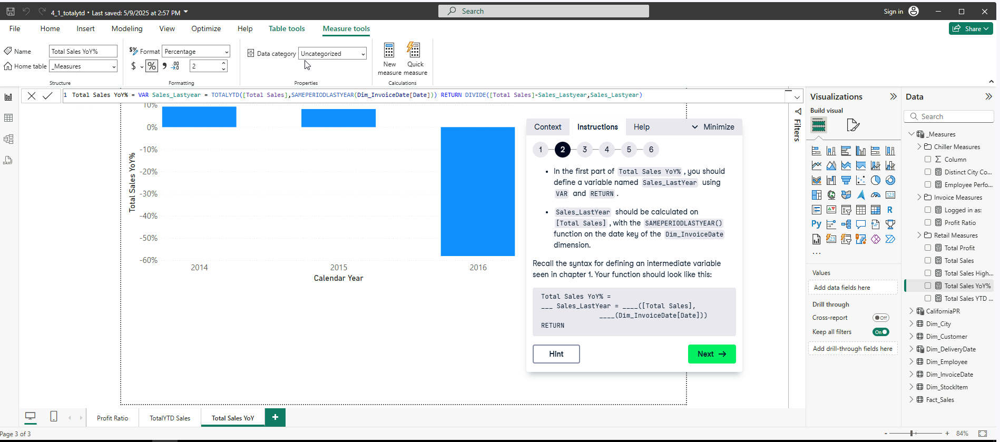 4_1_totalytd • Last saved: 5/9/2025 at 2:57 PM
Search
Sign in
File
Home
Insert
Modeling
View
Optimize
Help
Table tools
Measure tools
Share
Name
Total Sales YoY%
Home table
_Measures
Structure
$% Format
Percentage
$
%
,
.00
2
Formatting
Data category
Uncategorized
Properties
New measure
Quick measure
Calculations
1 Total Sales YoY% = VAR Sales_Lastyear = TOTALYTD([Total Sales],SAMEPERIODLASTYEAR(Dim_InvoiceDate[Date])) RETURN DIVIDE([Total Sales]-Sales_Lastyear,Sales_Lastyear)
DAX
Total Sales YoY%
10%
0%
-10%
-20%
-30%
-40%
-50%
-60%
2014
2015
2016
Calendar Year
Context
Instructions
Help
Minimize
1
2
3
4
5
6
• In the first part of Total Sales YoY% , you should
define a variable named Sales_LastYear using
VAR and RETURN .
• Sales_LastYear should be calculated on
[Total Sales] , with the SAMEPERIODLASTYEAR()
function on the date key of the Dim_InvoiceDate
dimension.
Recall the syntax for defining an intermediate variable
seen in chapter 1. Your function should look like this:
Total Sales YoY% =
___ Sales_LastYear = ____([Total Sales],
____(Dim_InvoiceDate[Date]))
RETURN
Hint
Next
Filters
Visualizations
Build visual
123
R
Py
123
...
Values
Add data fields here
Drill through
Cross-report
Off
Keep all filters
On
Add drill-through fields here
Data
Search
_Measures
Chiller Measures
Column
Distinct City Co...
Employee Perfo...
Invoice Measures
Logged in as:
Profit Ratio
Retail Measures
Total Profit
Total Sales
Total Sales High...
Total Sales YoY%
Total Sales YTD ...
CaliforniaPR
Dim_City
Dim_Customer
Dim_DeliveryDate
Dim_Employee
Dim_InvoiceDate
Dim_StockItem
Fact_Sales
Profit Ratio
TotalYTD Sales
Total Sales YoY
+
Page 3 of 3
- + 84%